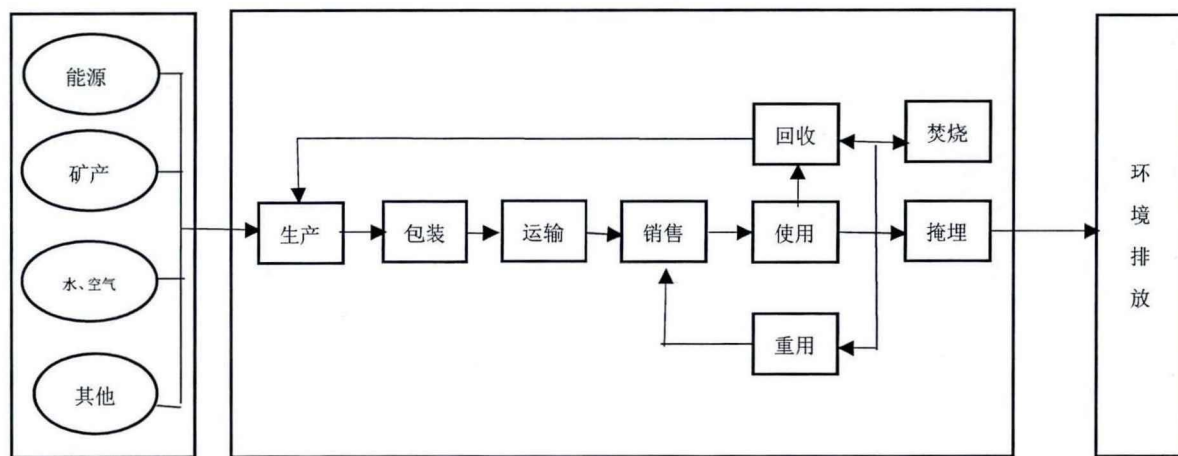 能源
矿产
水、空气
其他
回收
焚烧
生产
包装
运输
销售
使用
掩埋
重用
环
境
排
放